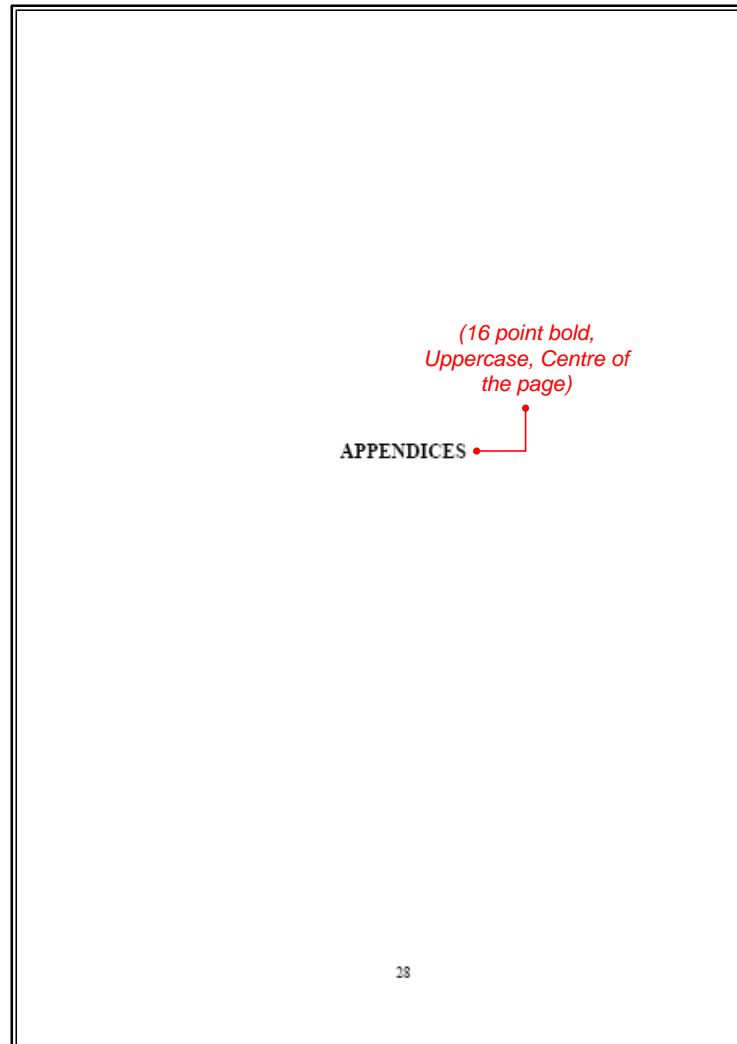 (16 point bold,
Uppercase, Centre of
the page)
APPENDICES
28